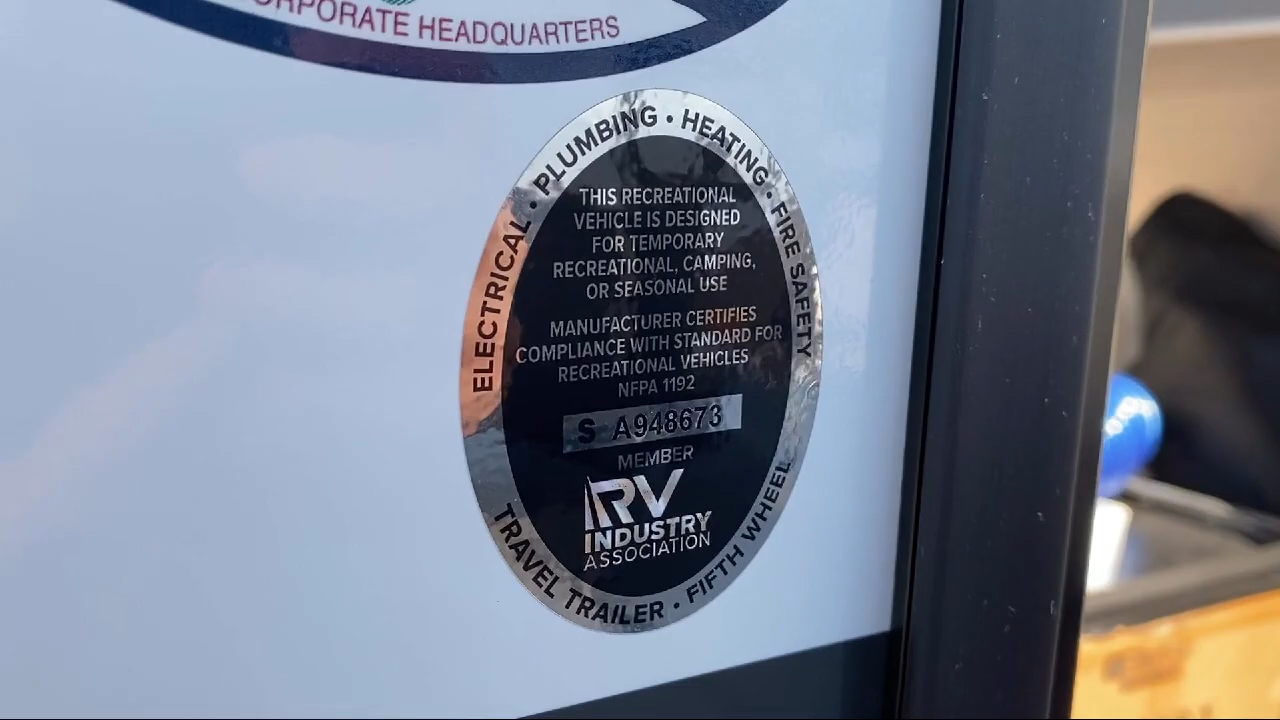 CORPORATE HEADQUARTERS
ELECTRICAL • PLUMBING • HEATING • FIRE SAFETY
THIS RECREATIONAL
VEHICLE IS DESIGNED
FOR TEMPORARY
RECREATIONAL, CAMPING,
OR SEASONAL USE
MANUFACTURER CERTIFIES
COMPLIANCE WITH STANDARD FOR
RECREATIONAL VEHICLES
NFPA 1192
S A948673
MEMBER
RV
INDUSTRY
ASSOCIATION
TRAVEL TRAILER • FIFTH WHEEL